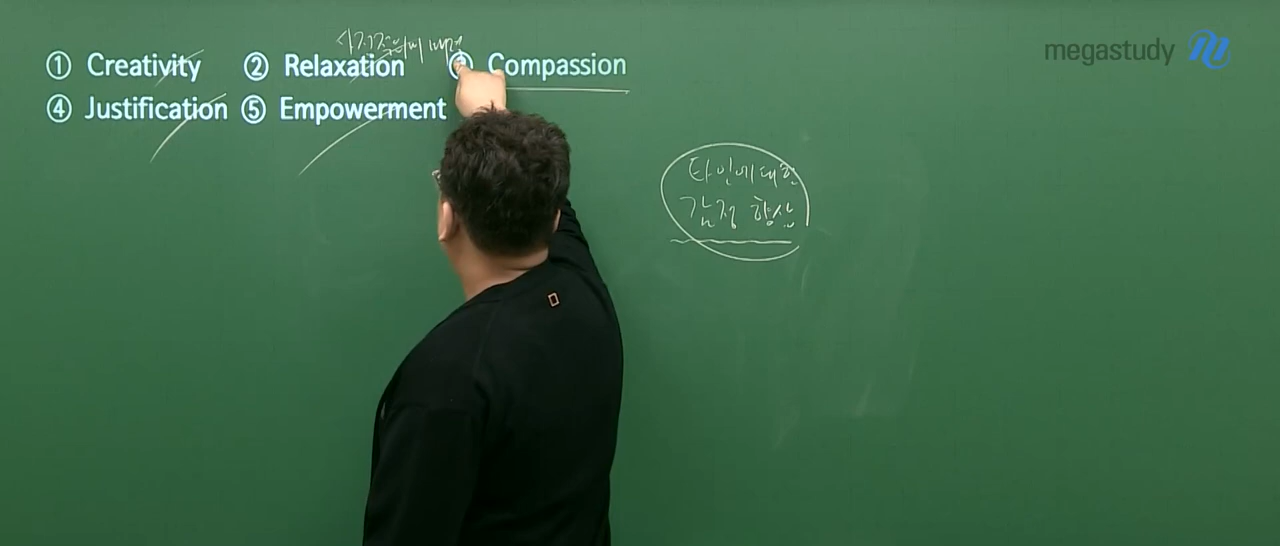 megastudy
① Creativity ② Relaxation ③ Compassion
④ Justification ⑤ Empowerment
타인에대한
감정 향상